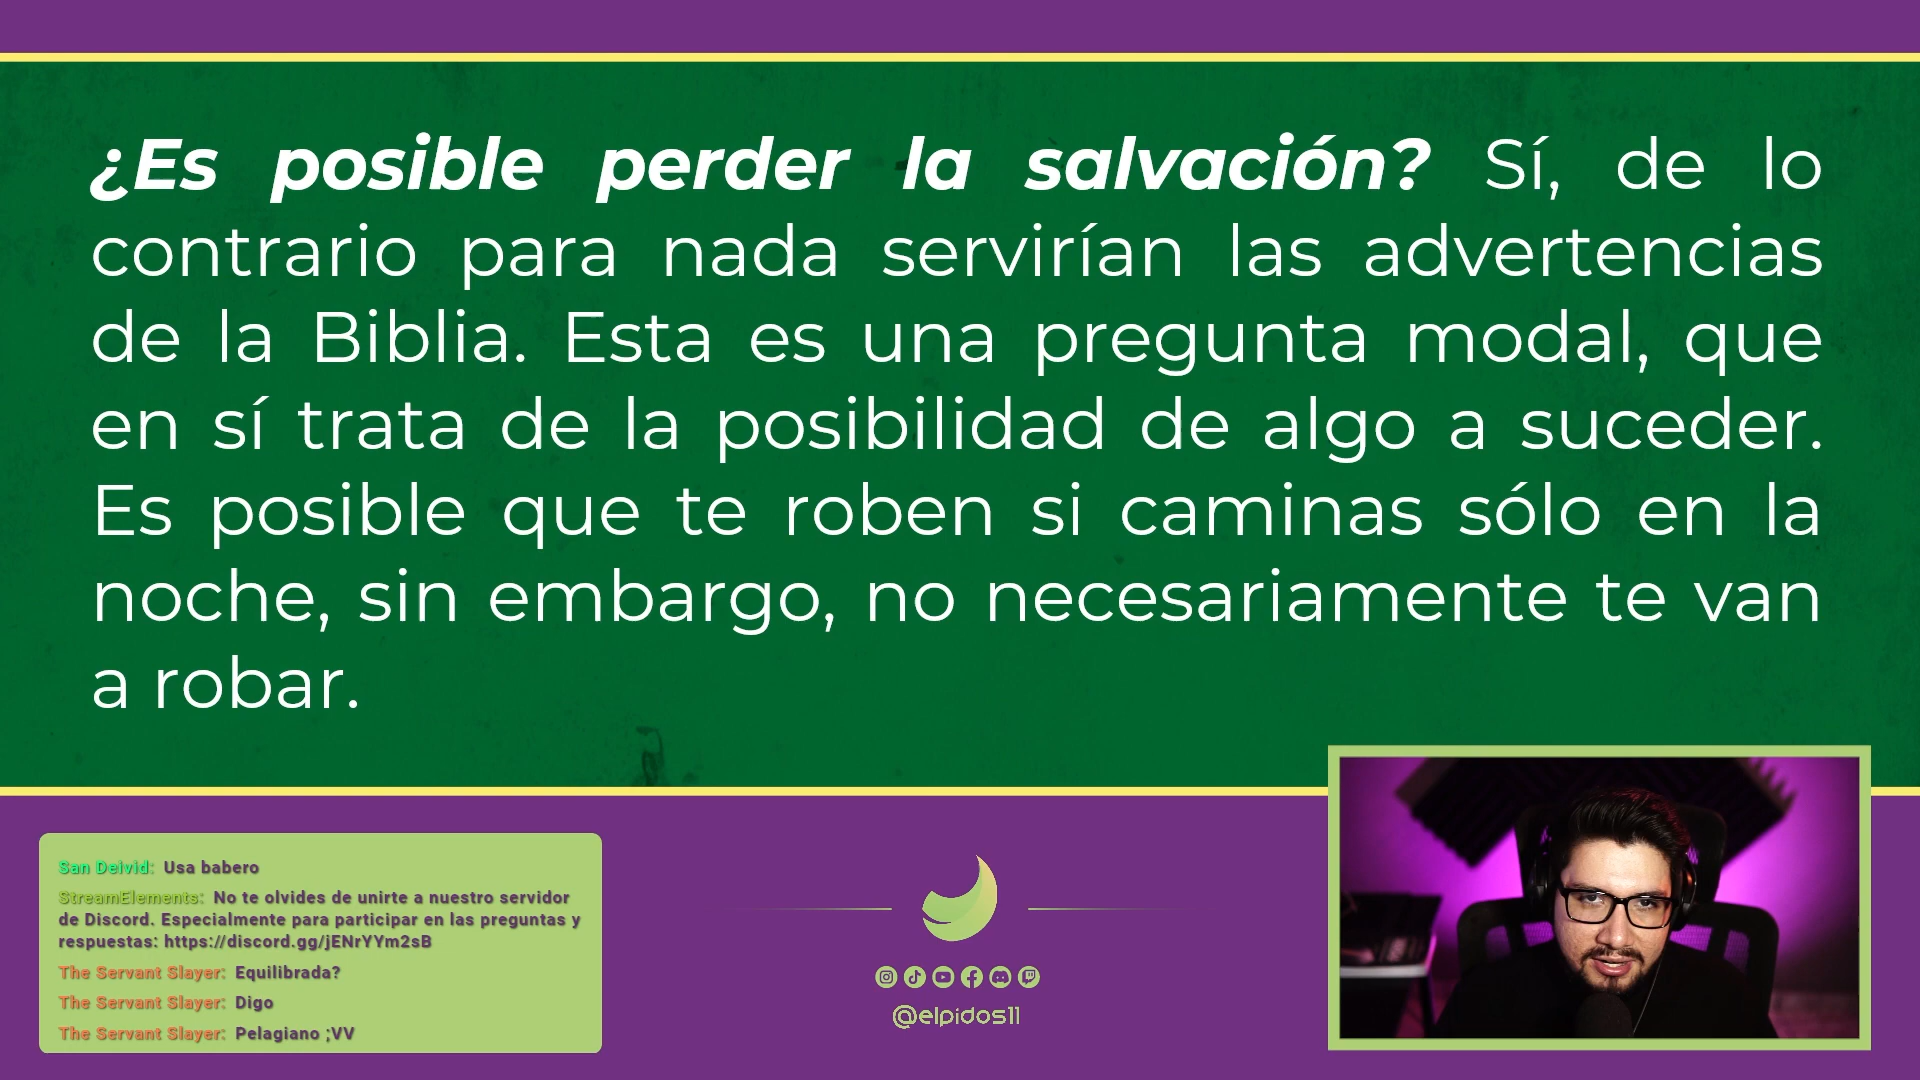 ¿Es posible perder la salvación? Sí, de lo
contrario para nada servirían las advertencias
de la Biblia. Esta es una pregunta modal, que
en sí trata de la posibilidad de algo a suceder.
Es posible que te roben si caminas sólo en la
noche, sin embargo, no necesariamente te van
a robar.
San Deivid: Usa babero
StreamElements: No te olvides de unirte a nuestro servidor
de Discord. Especialmente para participar en las preguntas y
respuestas: https://discord.gg/jENrYYm2sB
The Servant Slayer: Equilibrada?
The Servant Slayer: Digo
The Servant Slayer: Pelagiano ;VV
@elpidos11